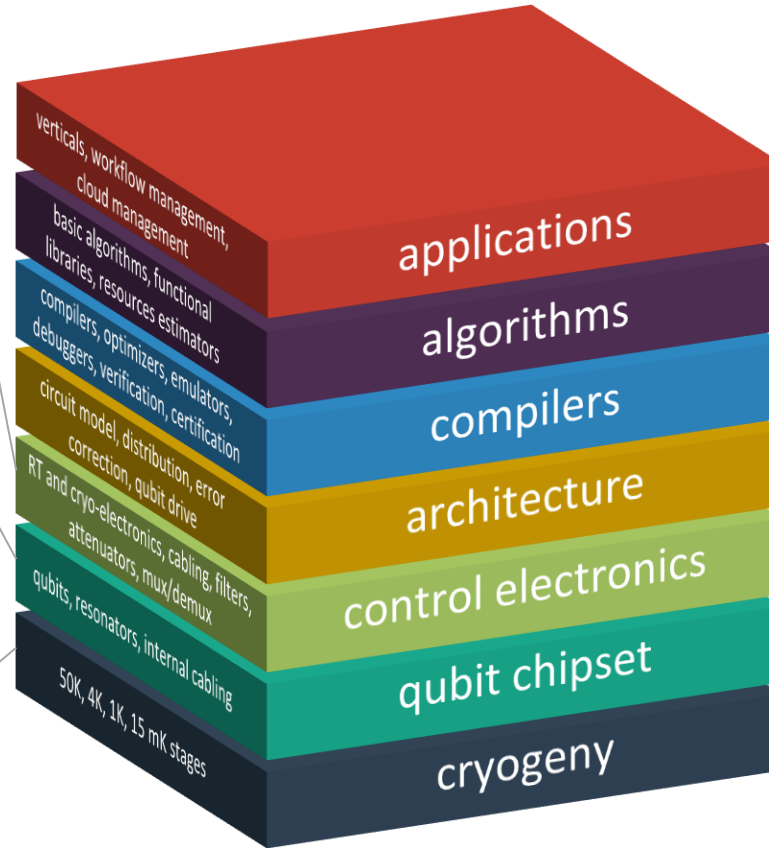 verticals, workflow management,
cloud management
applications
basic algorithms, functional
libraries, resources estimators
algorithms
compilers, optimizers, emulators,
debuggers, verification, certification
compilers
circuit model, distribution, error
correction, qubit drive
architecture
RT and cryo-electronics, cabling, filters,
attenuators, mux/demux
control electronics
qubits, resonators, internal cabling
qubit chipset
50K, 4K, 1K, 15 mK stages
cryogeny